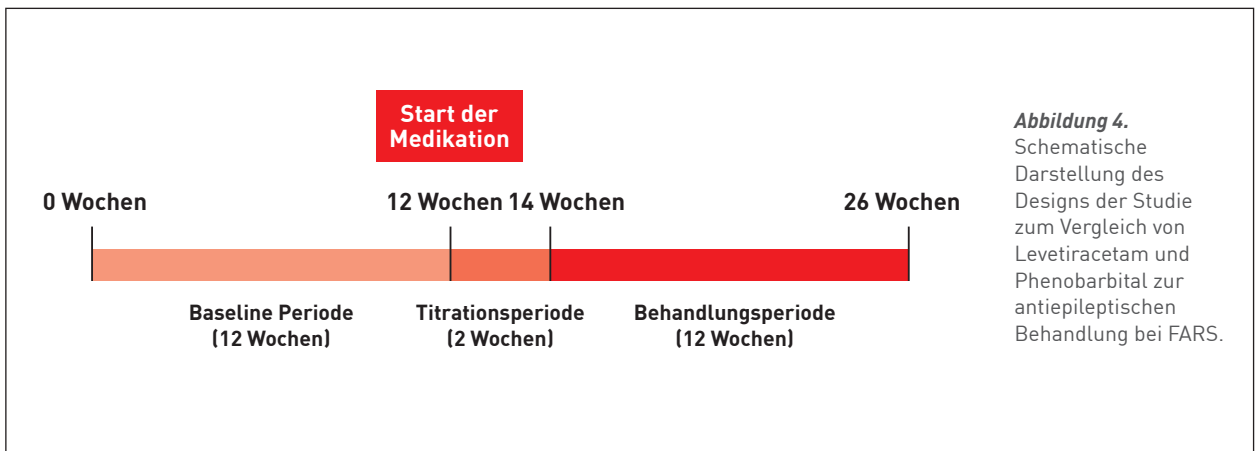 Start der
Medikation
0 Wochen
12 Wochen
14 Wochen
26 Wochen
Baseline Periode
(12 Wochen)
Titrationsperiode
(2 Wochen)
Behandlungsperiode
(12 Wochen)
Abbildung 4.
Schematische
Darstellung des
Designs der Studie
zum Vergleich von
Levetiracetam und
Phenobarbital zur
antiepileptischen
Behandlung bei FARS.